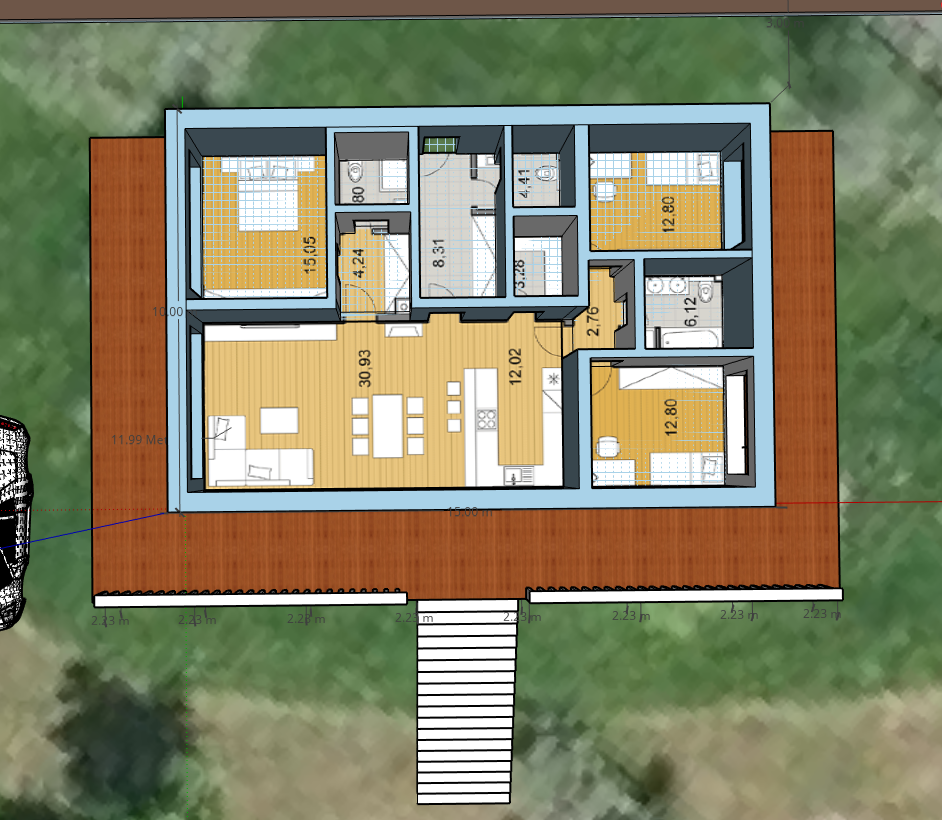 15,05
80
4,24
8,31
4,41
3,28
12,80
2,76
6,12
10.00
30,93
12,02
12,80
11.99 Me
15,00 m
2.23 m
2.23 m
2.23 m
2.23 m
2.23 m
2.23 m
2.23 m
2.23 m